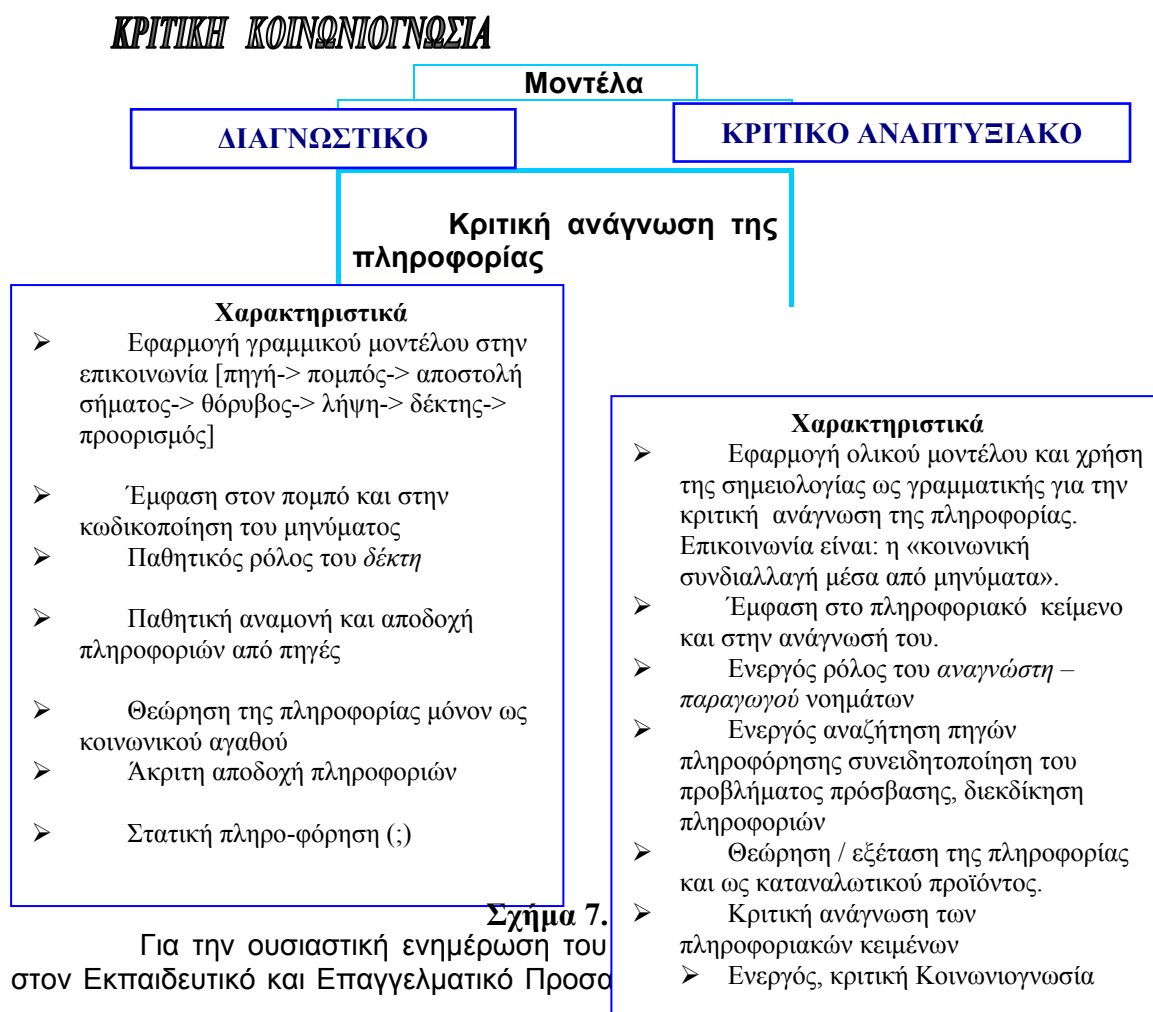 ΚΡΙΤΙΚΗ ΚΟΙΝΩΝΙΟΓΝΩΣΙΑ
Μοντέλα
ΔΙΑΓΝΩΣΤΙΚΟ
ΚΡΙΤΙΚΟ ΑΝΑΠΤΥΞΙΑΚΟ
Κριτική ανάγνωση της
πληροφορίας
Χαρακτηριστικά
➢ Εφαρμογή γραμμικού μοντέλου στην
επικοινωνία [πηγή-> πομπός-> αποστολή
σήματος-> θόρυβος-> λήψη-> δέκτης->
προορισμός]
➢ Έμφαση στον πομπό και στην
κωδικοποίηση του μηνύματος
➢ Παθητικός ρόλος του δέκτη
➢ Παθητική αναμονή και αποδοχή
πληροφοριών από πηγές
➢ Θεώρηση της πληροφορίας μόνον ως
κοινωνικού αγαθού
➢ Άκριτη αποδοχή πληροφοριών
➢ Στατική πληρο-φόρηση (;)
Χαρακτηριστικά
➢ Εφαρμογή ολικού μοντέλου και χρήση
της σημειολογίας ως γραμματικής για την
κριτική ανάγνωση της πληροφορίας.
Επικοινωνία είναι: η «κοινωνική
συνδιαλλαγή μέσα από μηνύματα».
➢ Έμφαση στο πληροφοριακό κείμενο
και στην ανάγνωσή του.
➢ Ενεργός ρόλος του αναγνώστη –
παραγωγού νοημάτων
➢ Ενεργός αναζήτηση πηγών
πληροφόρησης συνειδητοποίηση του
προβλήματος πρόσβασης, διεκδίκηση
πληροφοριών
➢ Θεώρηση / εξέταση της πληροφορίας
και ως καταναλωτικού προϊόντος.
➢ Κριτική ανάγνωση των
πληροφοριακών κειμένων
➢ Ενεργός, κριτική Κοινωνιογνωσία
Σχήμα 7.
Για την ουσιαστική ενημέρωση του
στον Εκπαιδευτικό και Επαγγελματικό Προσα